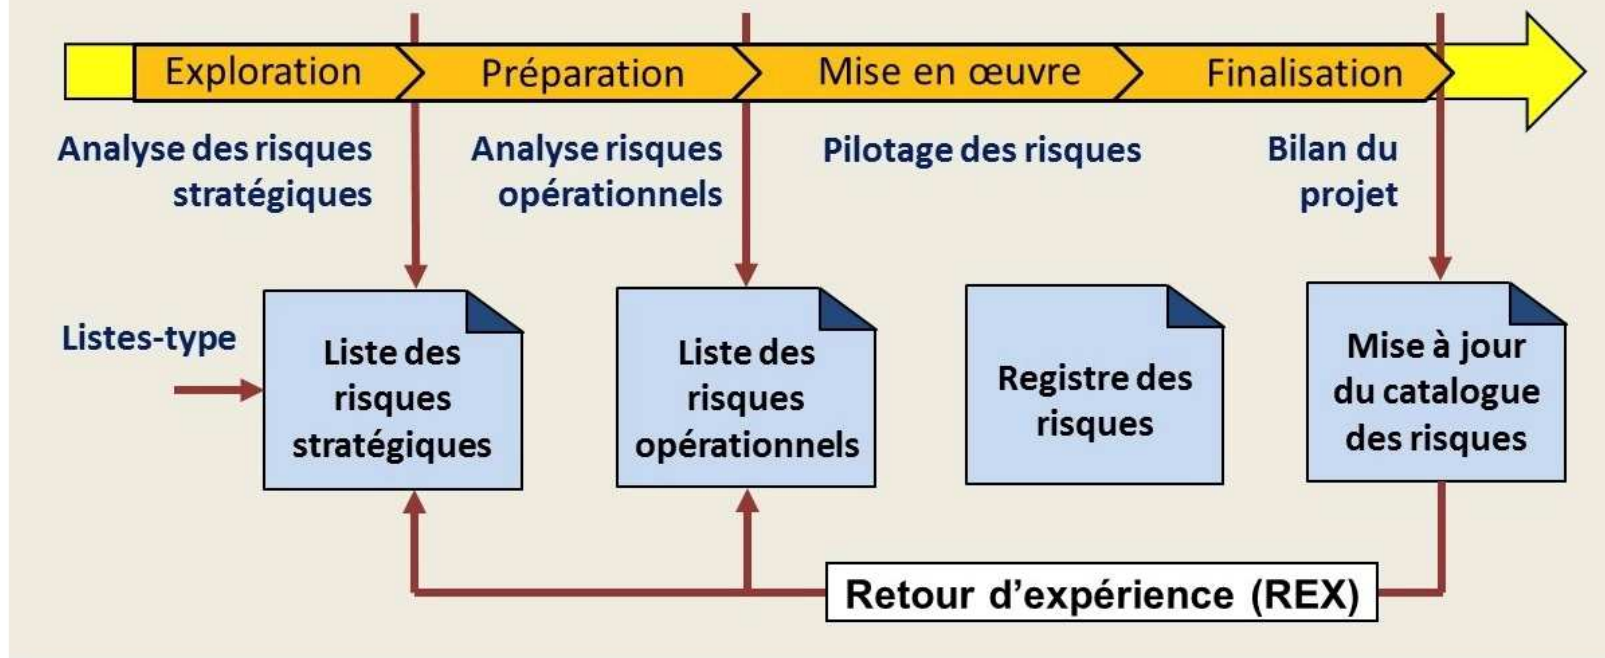 Exploration
Préparation
Mise en œuvre
Finalisation
Analyse des risques
stratégiques
Analyse risques
opérationnels
Pilotage des risques
Bilan du
projet
Listes-type
Liste des
risques
stratégiques
Liste des
risques
opérationnels
Registre des
risques
Mise à jour
du catalogue
des risques
Retour d’expérience (REX)